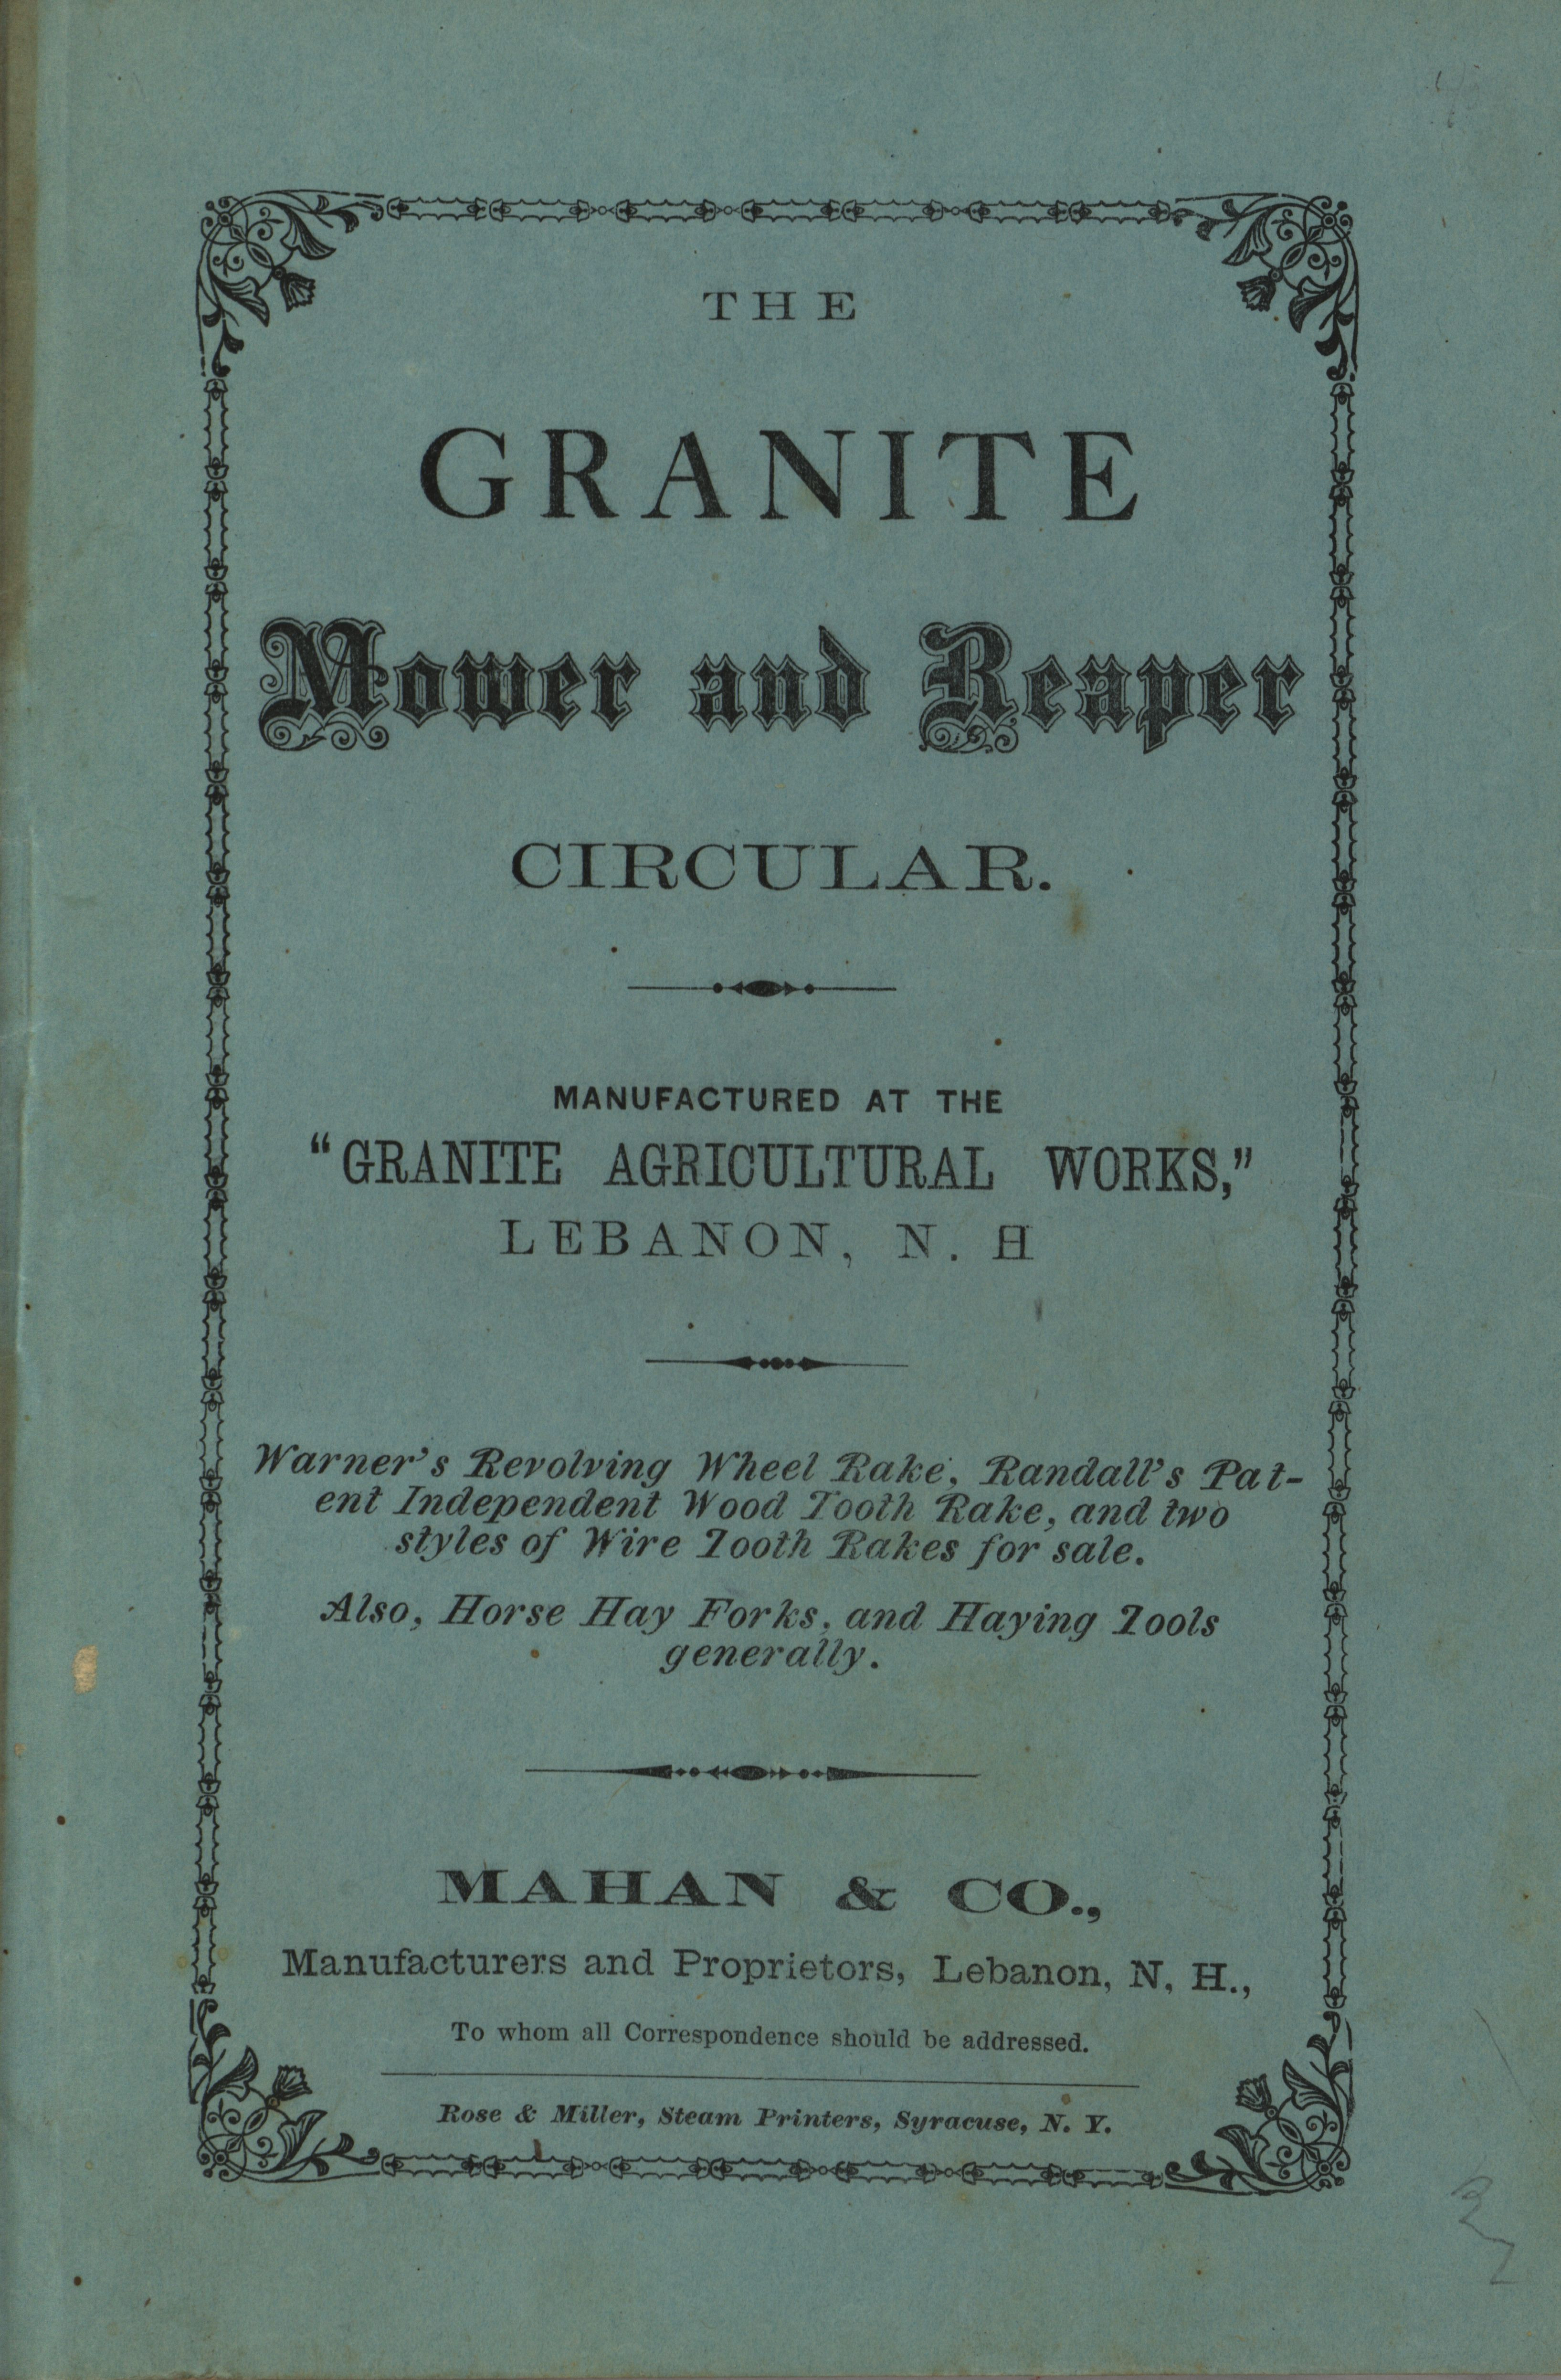 THE
GRANITE
Mower and Reaper
CIRCULAR.
MANUFACTURED AT THE
“GRANITE AGRICULTURAL WORKS,”
LEBANON, N. H
Warner's Revolving Wheel Rake, Randall's Pat-
ent Independent Wood Tooth Rake, and two
styles of Wire Tooth Rakes for sale.
Also, Horse Hay Forks, and Haying Tools
generally.
MAHAN & CO.,
Manufacturers and Proprietors, Lebanon, N, H.,
To whom all Correspondence should be addressed.
Rose & Miller, Steam Printers, Syracuse, N. Y.